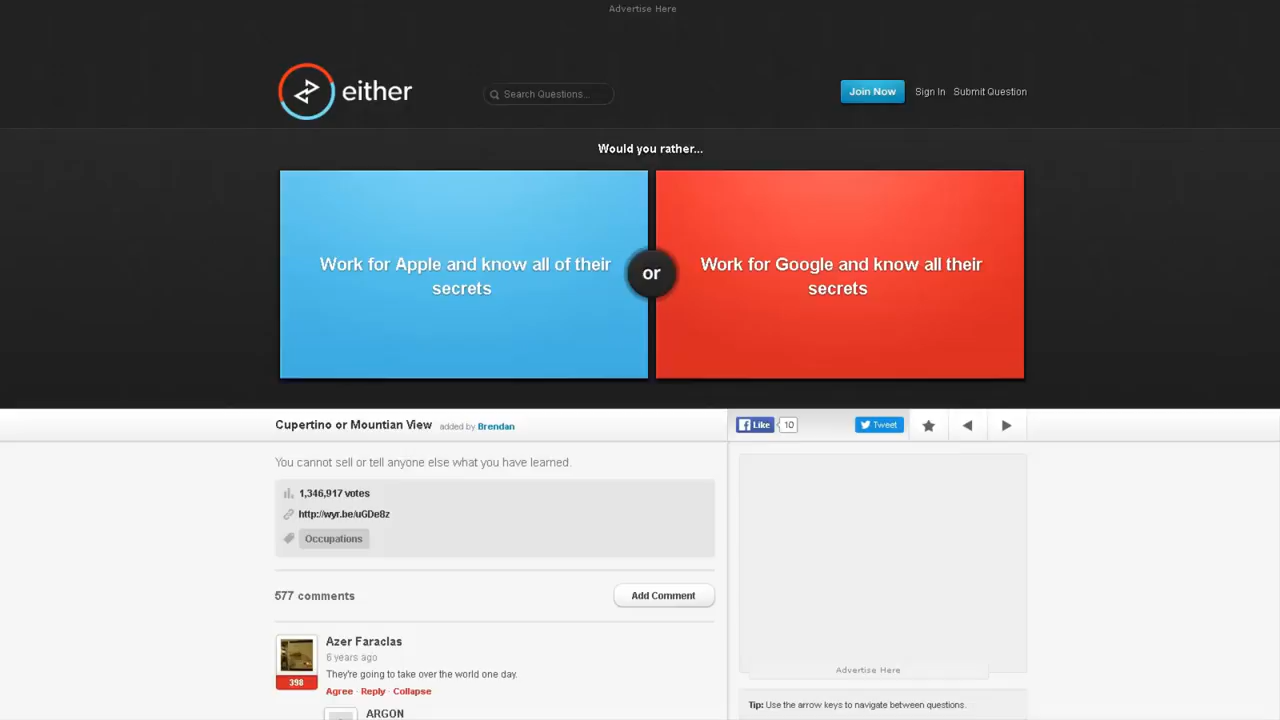 Advertise Here
either
Search Questions...
Join Now
Sign In
Submit Question
Would you rather...
Work for Apple and know all of their
secrets
or
Work for Google and know all their
secrets
Cupertino or Mountian View added by Brendan
Like
10
Tweet
You cannot sell or tell anyone else what you have learned.
1,346,917 votes
http://wyr.be/uGDe8z
Occupations
577 comments
Add Comment
Azer Faraclas
6 years ago
They're going to take over the world one day.
398
Agree · Reply · Collapse
ARGON
Advertise Here
Tip: Use the arrow keys to navigate between questions.